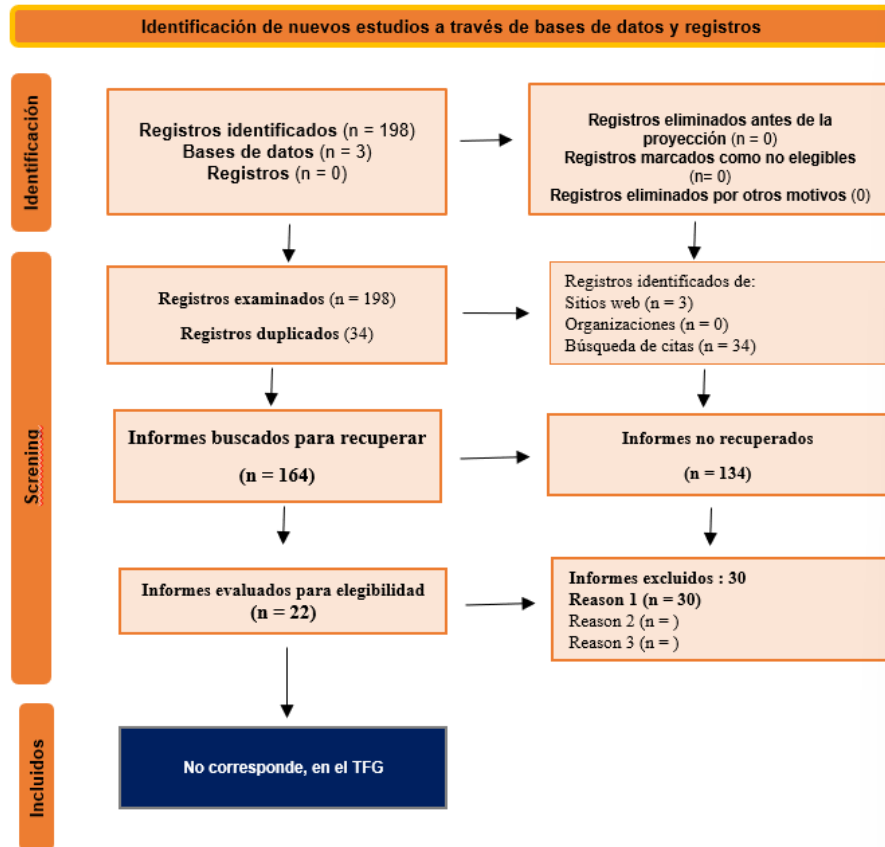 Identificación de nuevos estudios a través de bases de datos y registros
Identificación
Registros identificados (n = 198)
Bases de datos (n = 3)
Registros (n = 0)
Registros eliminados antes de la
proyección (n = 0)
Registros marcados como no elegibles
(n= 0)
Registros eliminados por otros motivos (0)
Screning
Registros examinados (n = 198)
Registros duplicados (34)
Registros identificados de:
Sitios web (n = 3)
Organizaciones (n = 0)
Búsqueda de citas (n = 34)
Informes buscados para recuperar
(n = 164)
Informes no recuperados
(n = 134)
Informes evaluados para elegibilidad
(n = 22)
Informes excluidos : 30
Reason 1 (n = 30)
Reason 2 (n = )
Reason 3 (n = )
Incluidos
No corresponde, en el TFG